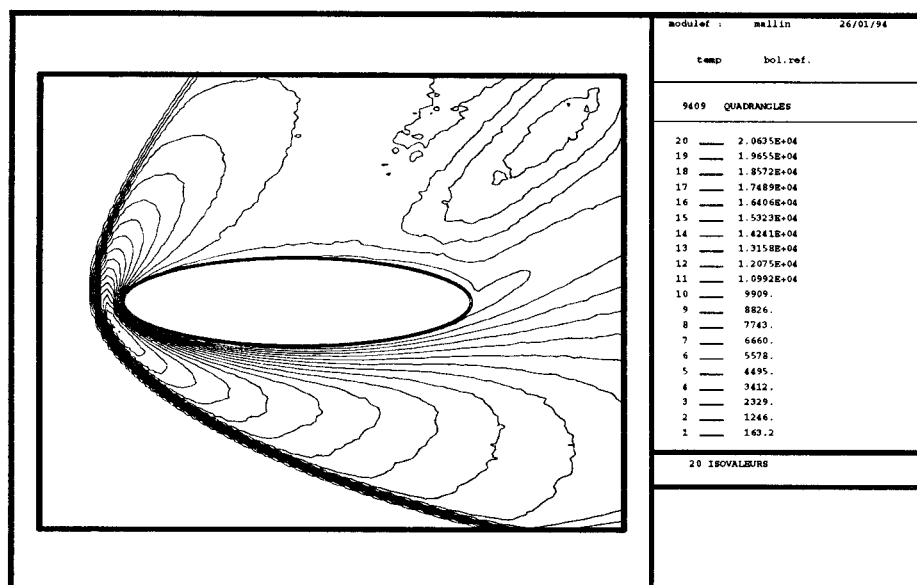 modulef : mallin 26/01/94
temp bol.ref.
9409 QUADRANGLES
20 2.0635E+04
19 1.9655E+04
18 1.8572E+04
17 1.7489E+04
16 1.6406E+04
15 1.5323E+04
14 1.4241E+04
13 1.3158E+04
12 1.2075E+04
11 1.0992E+04
10 9909.
9 8826.
8 7743.
7 6660.
6 5578.
5 4495.
4 3412.
3 2329.
2 1246.
1 163.2
20 ISOVALEURS